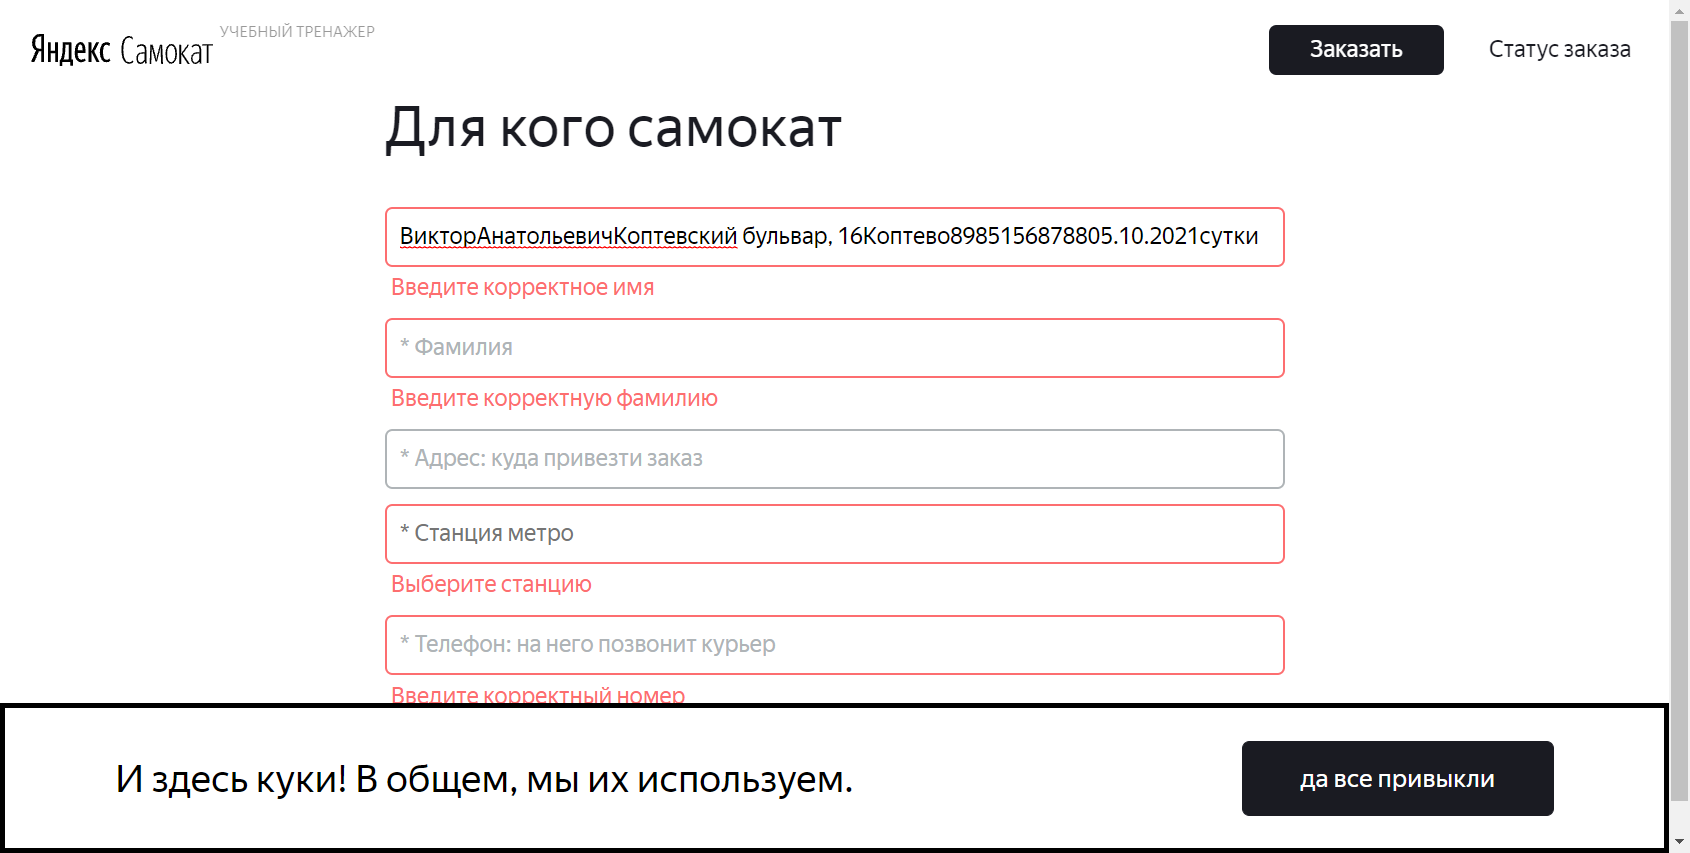 Яндекс Самокат
УЧЕБНЫЙ ТРЕНАЖЕР
Заказать
Статус заказа
Для кого самокат
ВикторАнатольевичКоптевский бульвар, 16Коптево8985156878805.10.2021сутки
Введите корректное имя
* Фамилия
Введите корректную фамилию
* Адрес: куда привезти заказ
* Станция метро
Выберите станцию
* Телефон: на него позвонит курьер
Введите корректный номер
И здесь куки! В общем, мы их используем.
да все привыкли